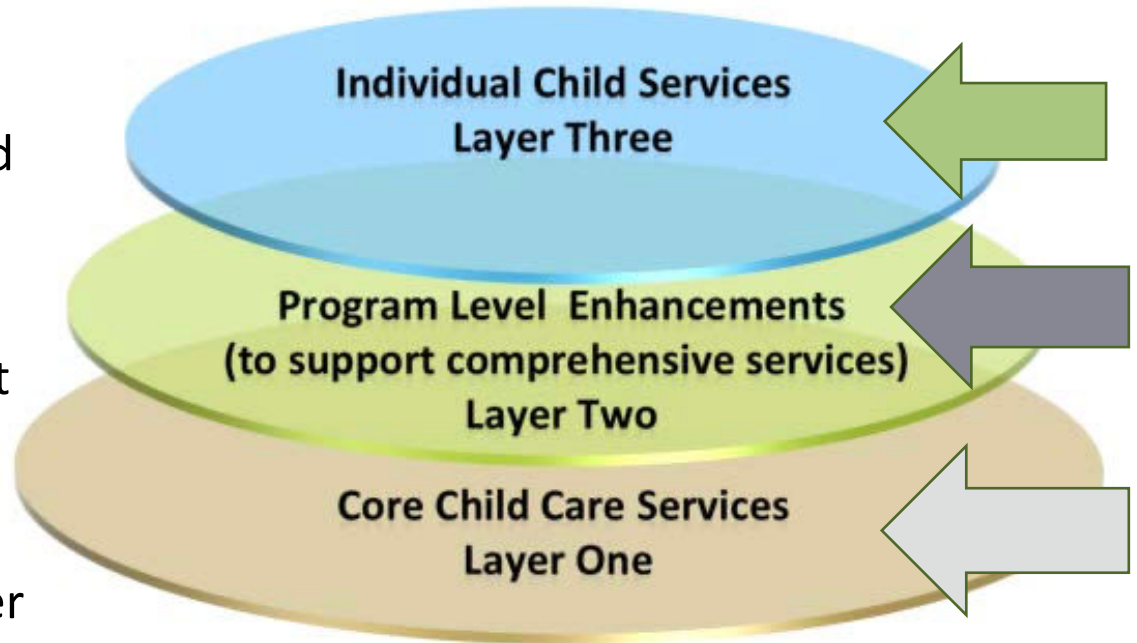 Individual Child Services
Layer Three
d
Program Level Enhancements
(to support comprehensive services)
t
Layer Two
Core Child Care Services
Layer One
er